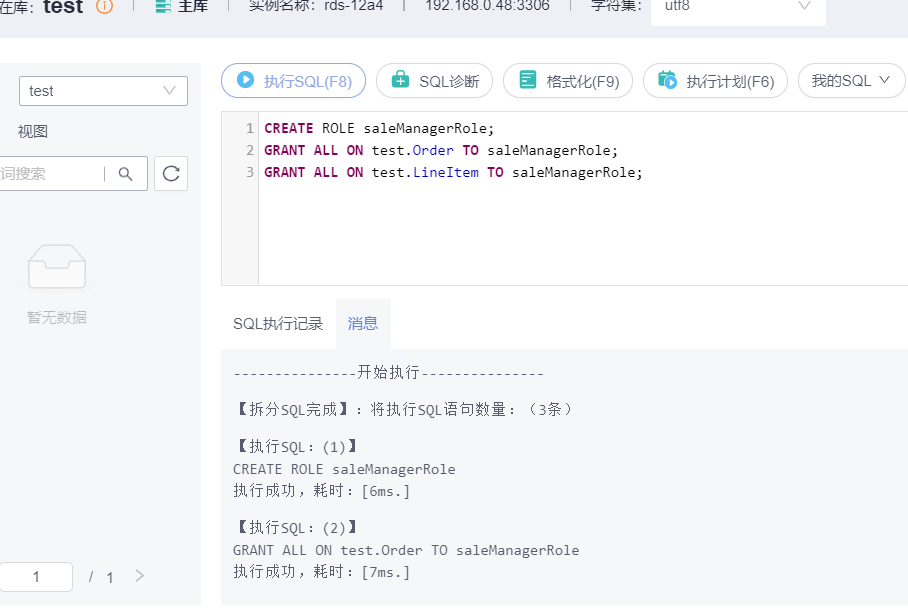 在库: test
主库
实例名称: rds-12a4
192.168.0.48:3306
字符集:
utf8
test
视图
词搜索
暂无数据
1 / 1
执行SQL(F8)
SQL诊断
格式化(F9)
执行计划(F6)
我的SQL
1 CREATE ROLE saleManagerRole;
2 GRANT ALL ON test.Order TO saleManagerRole;
3 GRANT ALL ON test.LineItem TO saleManagerRole;
SQL执行记录
消息
---------------开始执行---------------
【拆分SQL完成】：将执行SQL语句数量：（3条）
【执行SQL：(1)】
CREATE ROLE saleManagerRole
执行成功，耗时：[6ms.]
【执行SQL：(2)】
GRANT ALL ON test.Order TO saleManagerRole
执行成功，耗时：[7ms.]